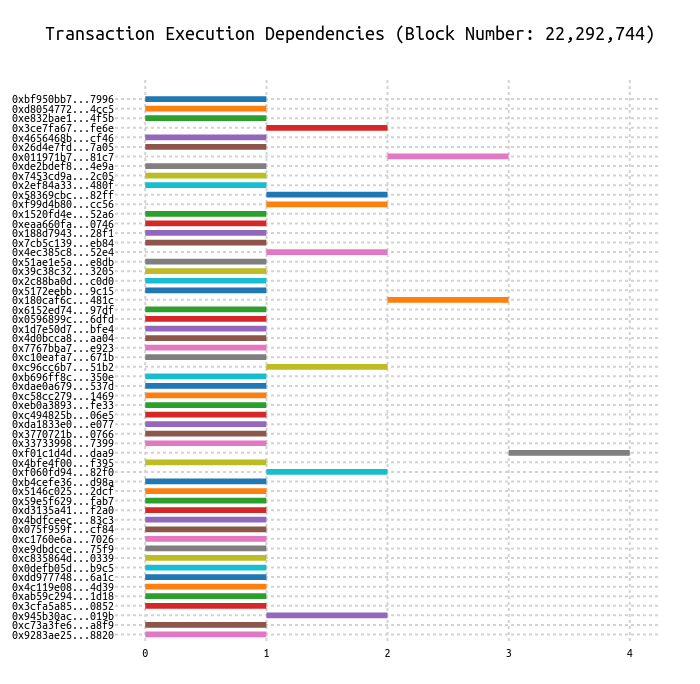 Transaction Execution Dependencies (Block Number: 22,292,744)
0xbf950bb7...7996
0xd8054772...4cc5
0xe832bae1...4f5b
0x3ce7fa67...fe6e
0x4656468b...cf46
0x26d4e7fd...7a05
0x011971b7...81c7
0xde2bdef8...4e9a
0x7453cd9a...2c05
0x2ef84a33...480f
0x58369cbc...82ff
0xf99d4b80...cc56
0x1520fd4e...52a6
0xeaa660fa...0746
0x188d7943...28f1
0x7cb5c139...eb84
0x4ec385c8...52e4
0x51ae1e5a...e8db
0x39c38c32...3205
0x2c88ba0d...c0d0
0x5172eebb...9c15
0x180caf6c...481c
0x6152ed74...97df
0x0596899c...6dfd
0x1d7e50d7...bfe4
0x4d0bcca8...aa04
0x7767bba7...e923
0xc10eafa7...671b
0xc96cc6b7...51b2
0xb696ff8c...350e
0xdae0a679...537d
0xc58cc279...1469
0xeb0a3893...fe33
0xc494825b...06e5
0xda1833e0...e077
0x3770721b...0766
0x33733998...7399
0xf01c1d4d...daa9
0x4bfe4f00...f395
0xf060fd94...82f0
0xb4cefe36...d98a
0x5146c025...2dcf
0x59e5f629...fab7
0xd3135a41...f2a0
0x4bdfceec...83c3
0x075f959f...cf84
0xc1760e6a...7026
0xe9dbdcce...75f9
0xc835864d...0339
0x0defb05d...b9c5
0xdd977748...6a1c
0x4c119e08...4d39
0xab59c294...1d18
0x3cfa5a85...0852
0x945b30ac...019b
0xc73a3fe6...a8f9
0x9283ae25...8820
0 1 2 3 4